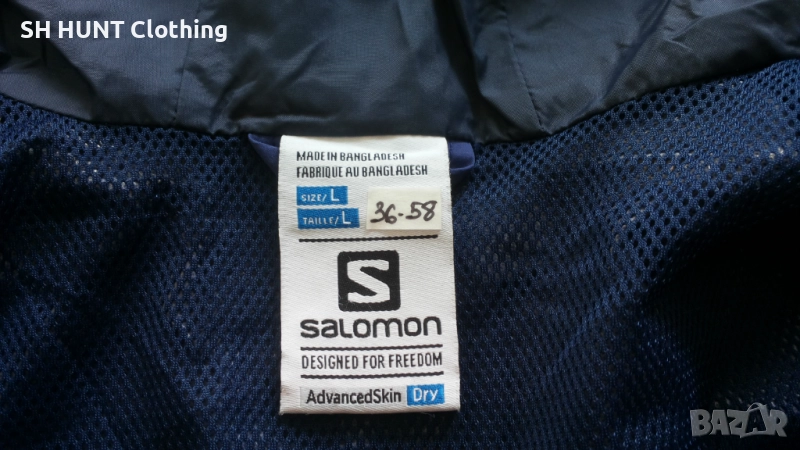 SH HUNT Clothing
MADE IN BANGLADESH
FABRIQUE AU BANGLADESH
SIZE/ L
TAILLE/ L
36-58
S
SALOMON
DESIGNED FOR FREEDOM
AdvancedSkin Dry
BAZAR